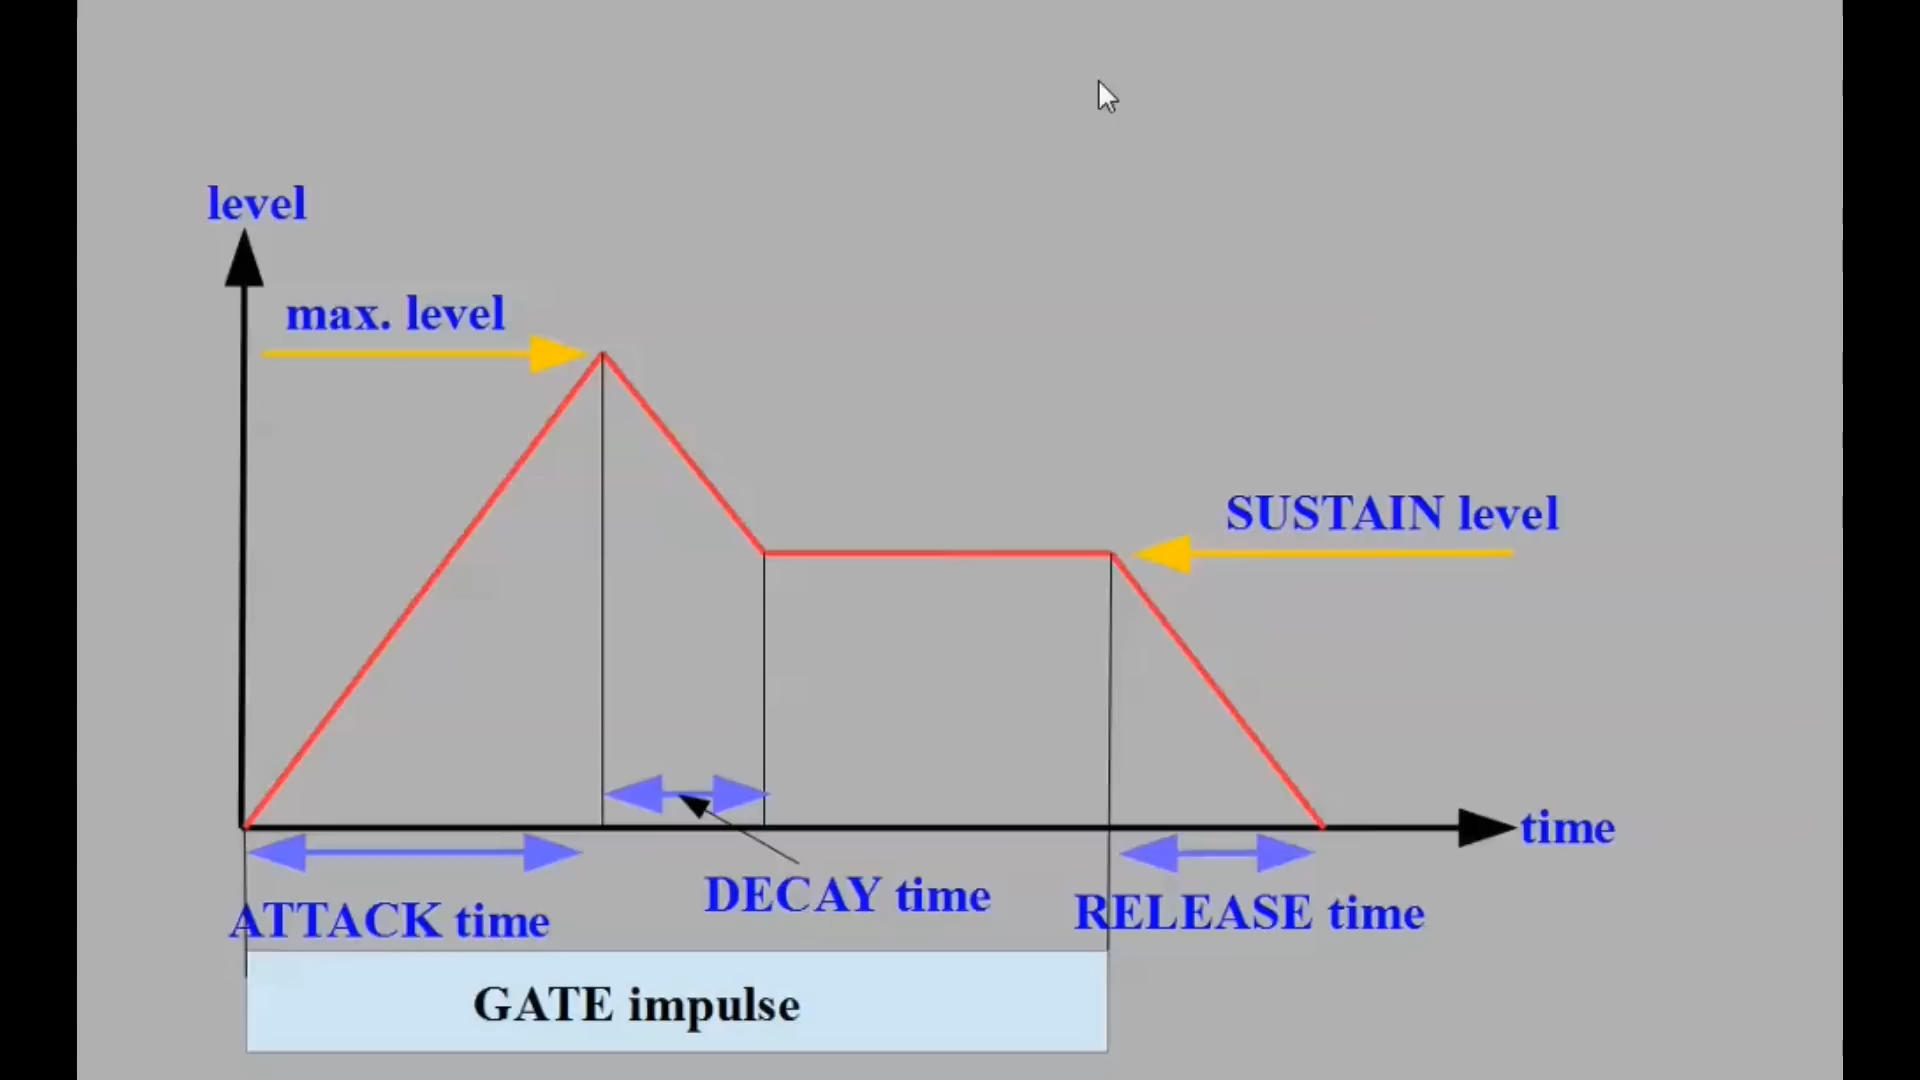 level
max. level
SUSTAIN level
time
DECAY time
RELEASE time
ATTACK time
GATE impulse